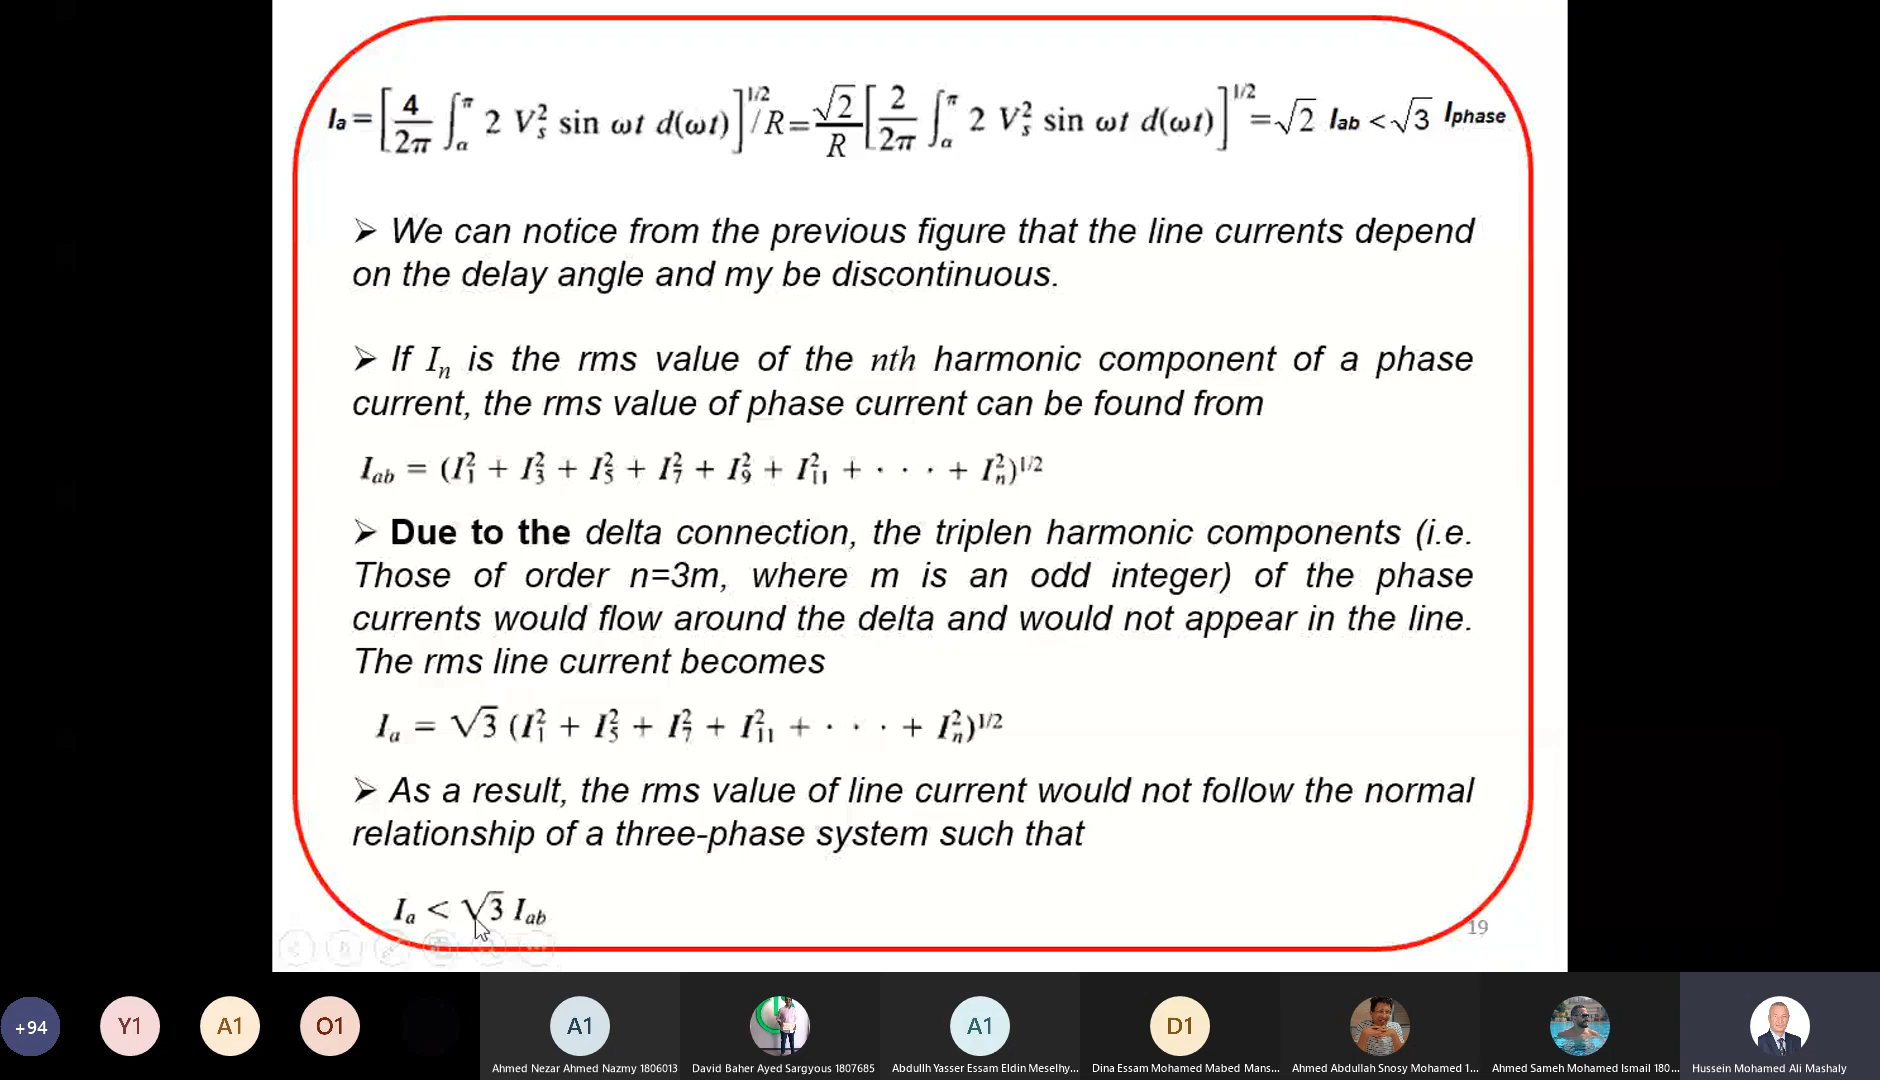 Ia = [4/2π ∫απ 2 Vs² sin ωt d(ωt)]1/2 /R = √2/R [2/2π ∫απ 2 Vs² sin ωt d(ωt)]1/2 = √2 Iab < √3 Iphase
➢ We can notice from the previous figure that the line currents depend
on the delay angle and my be discontinuous.
➢ If In is the rms value of the nth harmonic component of a phase
current, the rms value of phase current can be found from
Iab = (I1² + I3² + I5² + I7² + I9² + I11² + · · · + In²)1/2
➢ Due to the delta connection, the triplen harmonic components (i.e.
Those of order n=3m, where m is an odd integer) of the phase
currents would flow around the delta and would not appear in the line.
The rms line current becomes
Ia = √3 (I1² + I5² + I7² + I11² + · · · + In²)1/2
➢ As a result, the rms value of line current would not follow the normal
relationship of a three-phase system such that
Ia < √3 Iab
19
+94
Y1
A1
O1
A1
A1
D1
Ahmed Nezar Ahmed Nazmy 1806013
David Baher Ayed Sargyous 1807685
Abdullh Yasser Essam Eldin Meselhy...
Dina Essam Mohamed Mabed Mans...
Ahmed Abdullah Snosy Mohamed 1...
Ahmed Sameh Mohamed Ismail 180...
Hussein Mohamed Ali Mashaly